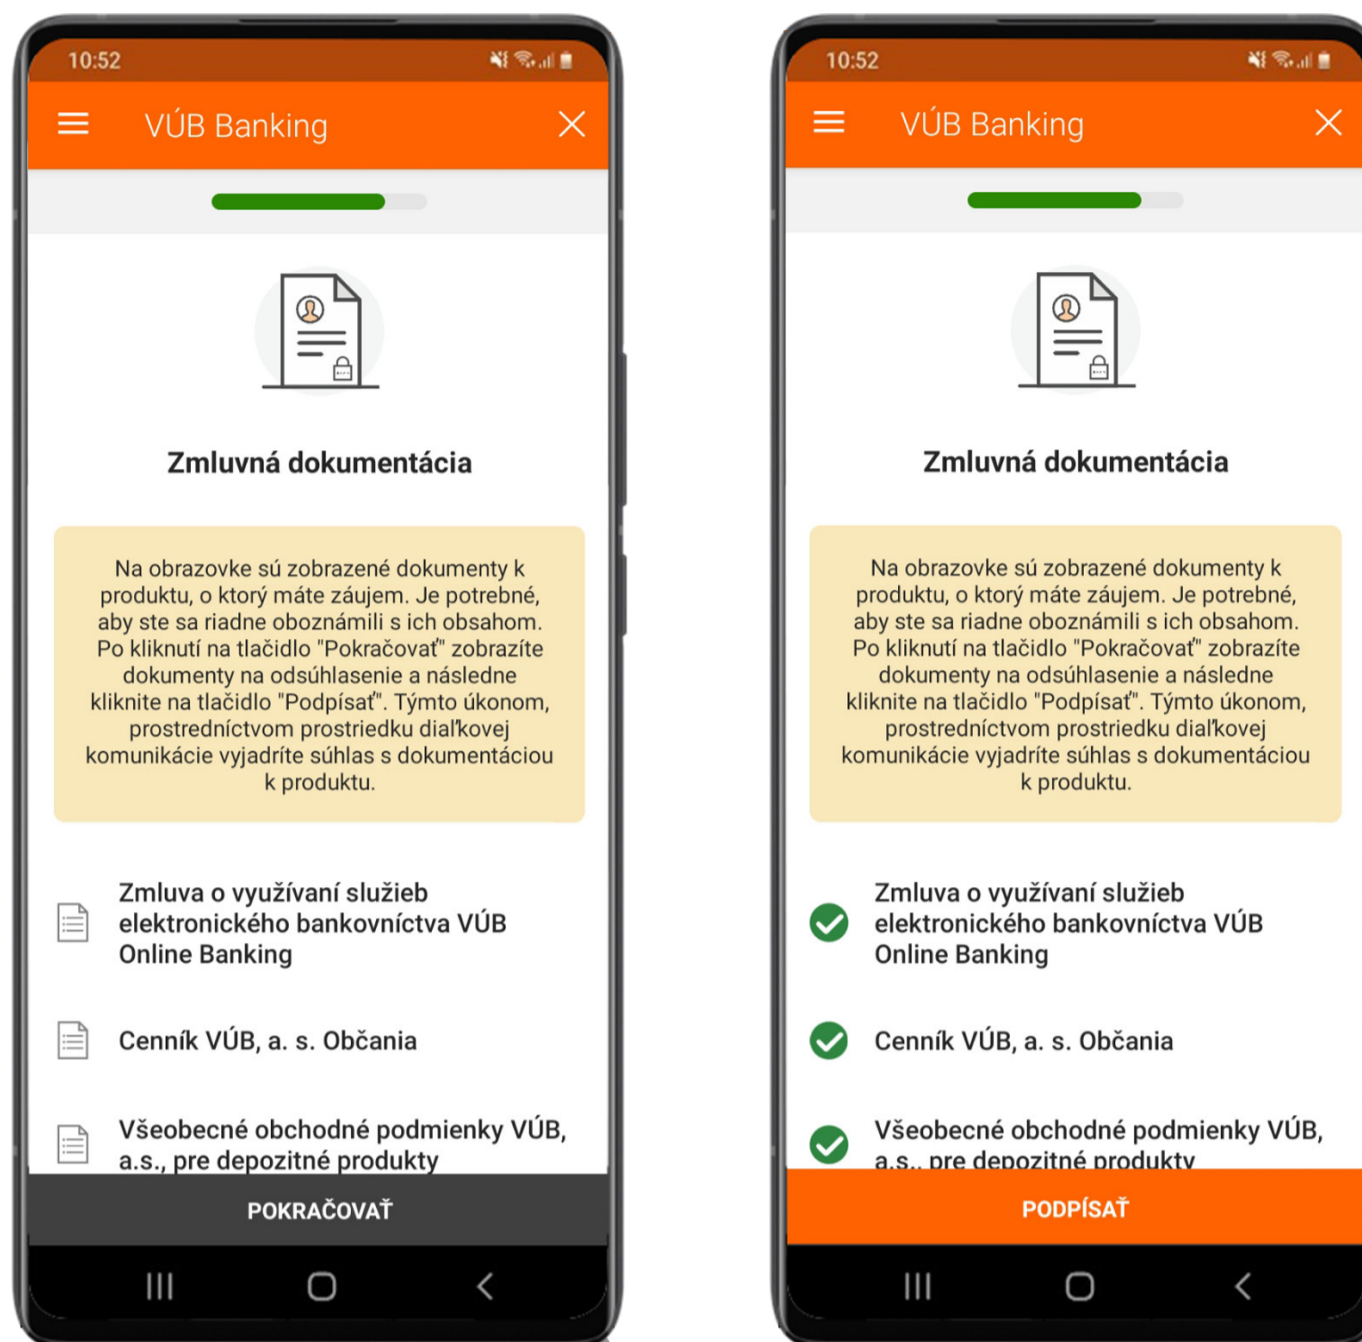 10:52
VÚB Banking
Zmluvná dokumentácia
Na obrazovke sú zobrazené dokumenty k
produktu, o ktorý máte záujem. Je potrebné,
aby ste sa riadne oboznámili s ich obsahom.
Po kliknutí na tlačidlo "Pokračovať" zobrazíte
dokumenty na odsúhlasenie a následne
kliknite na tlačidlo "Podpísať". Týmto úkonom,
prostredníctvom prostriedku diaľkovej
komunikácie vyjadríte súhlas s dokumentáciou
k produktu.
Zmluva o využívaní služieb
elektronického bankovníctva VÚB
Online Banking
Cenník VÚB, a. s. Občania
Všeobecné obchodné podmienky VÚB,
a.s., pre depozitné produkty
POKRAČOVAŤ
10:52
VÚB Banking
Zmluvná dokumentácia
Na obrazovke sú zobrazené dokumenty k
produktu, o ktorý máte záujem. Je potrebné,
aby ste sa riadne oboznámili s ich obsahom.
Po kliknutí na tlačidlo "Pokračovať" zobrazíte
dokumenty na odsúhlasenie a následne
kliknite na tlačidlo "Podpísať". Týmto úkonom,
prostredníctvom prostriedku diaľkovej
komunikácie vyjadríte súhlas s dokumentáciou
k produktu.
Zmluva o využívaní služieb
elektronického bankovníctva VÚB
Online Banking
Cenník VÚB, a. s. Občania
Všeobecné obchodné podmienky VÚB,
a.s., pre depozitné produkty
PODPÍSAŤ